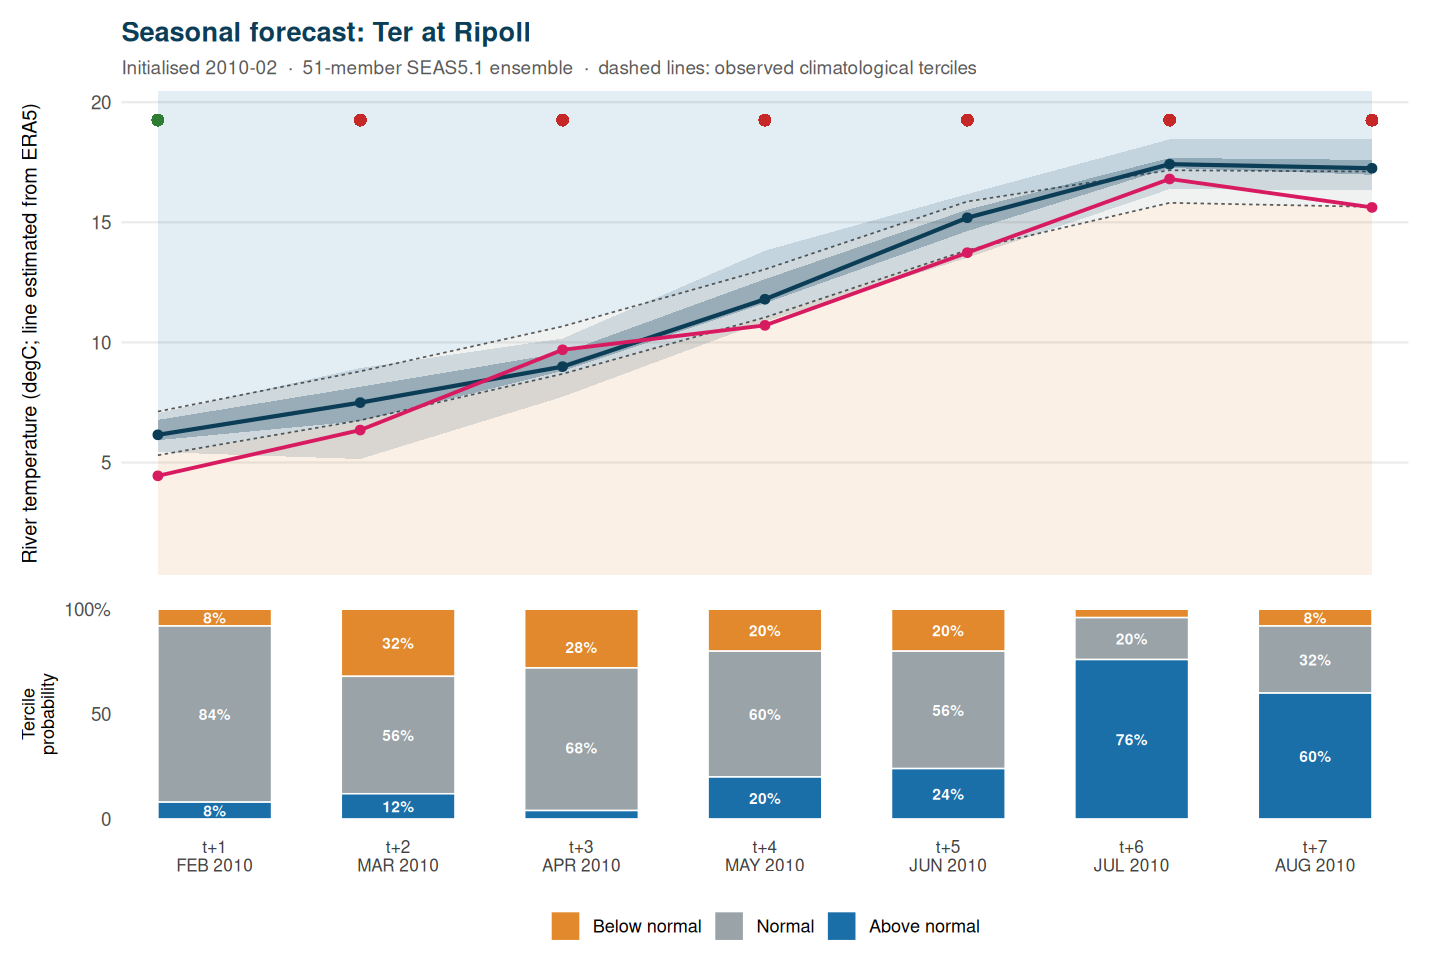 Seasonal forecast: Ter at Ripoll
Initialised 2010-02 · 51-member SEAS5.1 ensemble · dashed lines: observed climatological terciles
River temperature (degC; line estimated from ERA5)
20
15
10
5
Tercile
probability
100%
50
0
8%
84%
8%
32%
56%
12%
28%
68%
20%
60%
20%
20%
56%
24%
20%
76%
8%
32%
60%
t+1
FEB 2010
t+2
MAR 2010
t+3
APR 2010
t+4
MAY 2010
t+5
JUN 2010
t+6
JUL 2010
t+7
AUG 2010
Below normal
Normal
Above normal